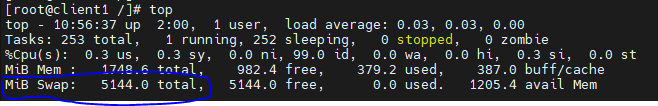 [root@client1 /]# top
top - 10:56:37 up  2:00,  1 user,  load average: 0.03, 0.03, 0.00
Tasks: 253 total,   1 running, 252 sleeping,   0 stopped,   0 zombie
%Cpu(s):  0.3 us,  0.3 sy,  0.0 ni, 99.0 id,  0.0 wa,  0.0 hi,  0.3 si,  0.0 st
MiB Mem :   1748.6 total,    982.4 free,    379.2 used,    387.0 buff/cache
MiB Swap:   5144.0 total,   5144.0 free,      0.0 used.   1205.4 avail Mem